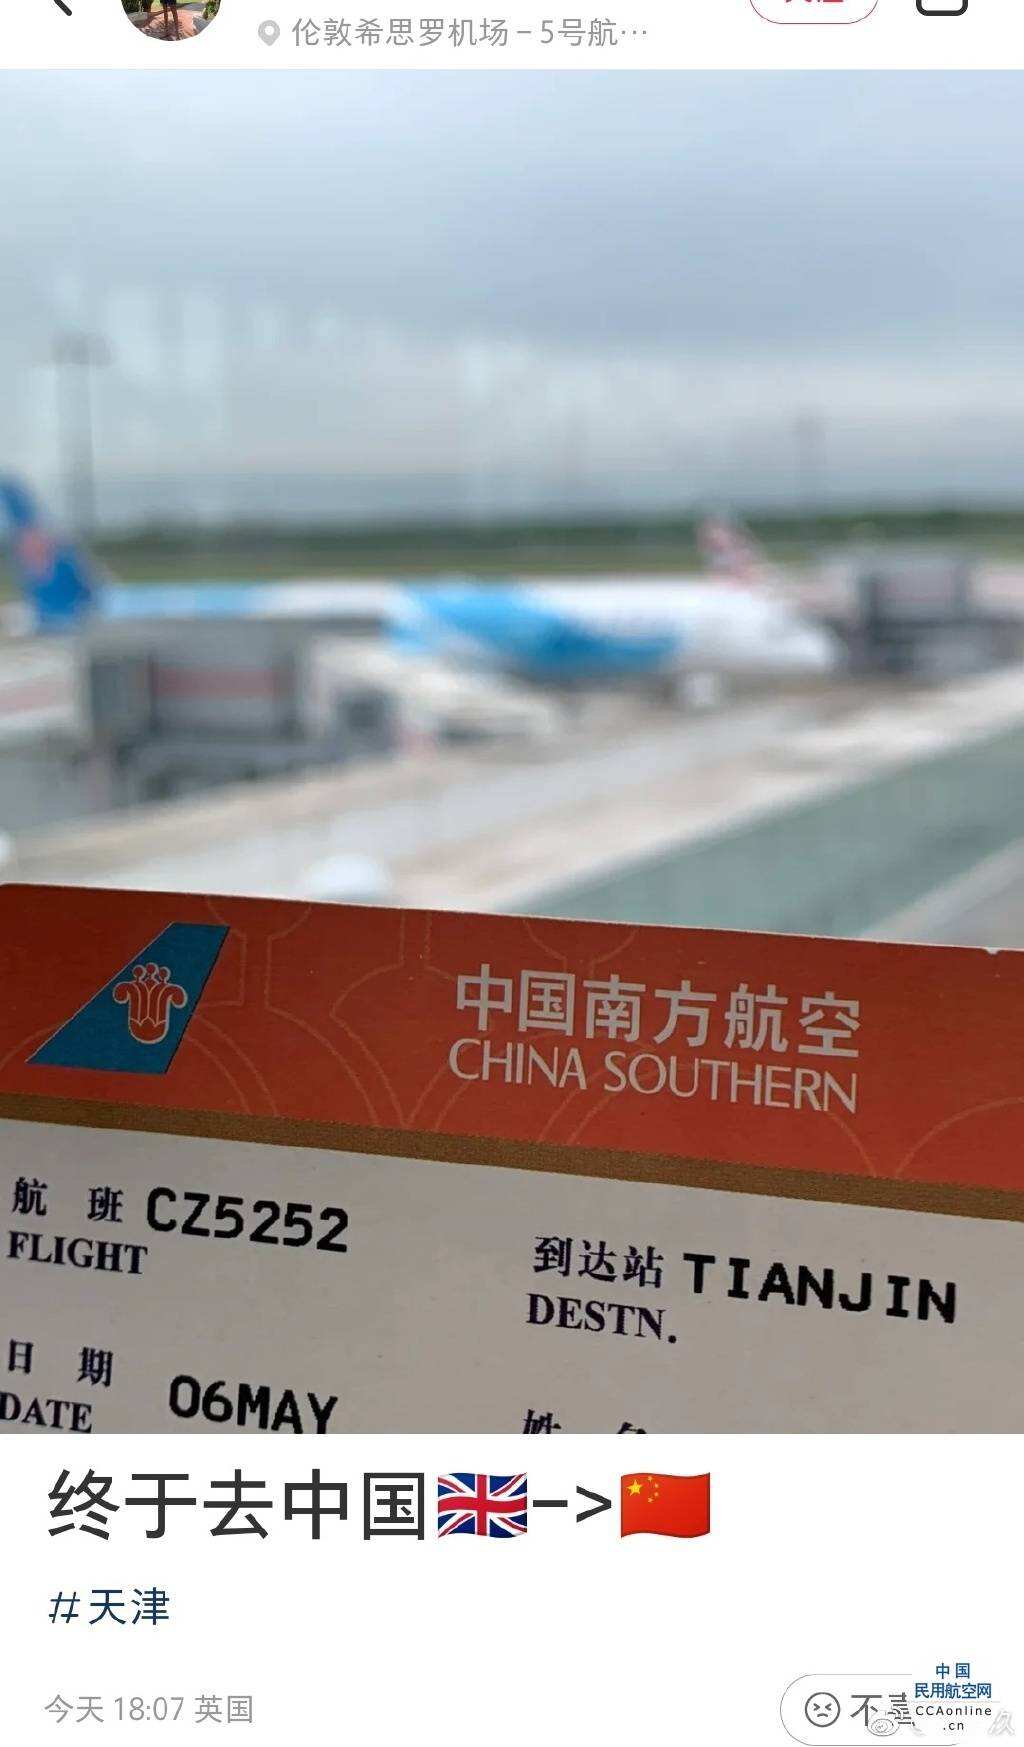 伦敦希思罗机场-5号航…
中国南方航空
CHINA SOUTHERN
航 班 CZ5252
FLIGHT
到达站 TIANJIN
DESTN.
日 期 06MAY
DATE
终于去中国🇬🇧->🇨🇳
#天津
今天 18:07 英国
不喜
中国
民用航空网
CCAonline
.cn